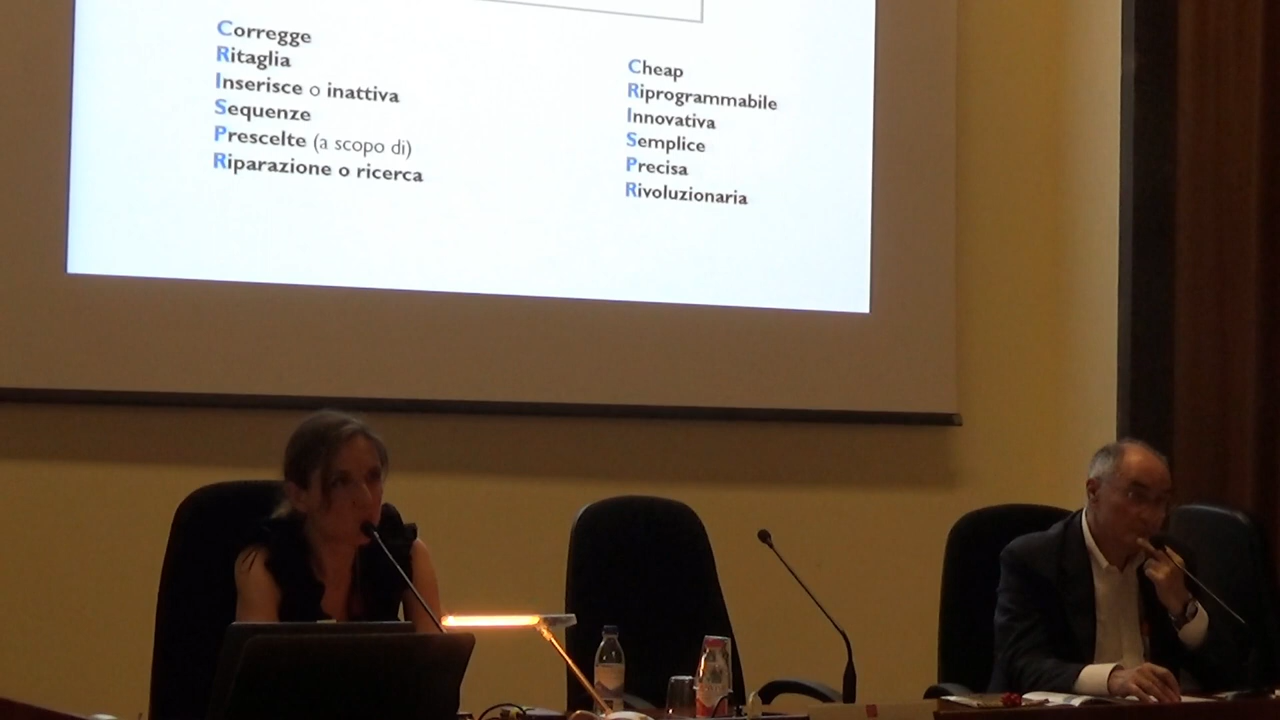 Corregge
Ritaglia
Inserisce o inattiva
Sequenze
Prescelte (a scopo di)
Riparazione o ricerca
Cheap
Riprogrammabile
Innovativa
Semplice
Precisa
Rivoluzionaria